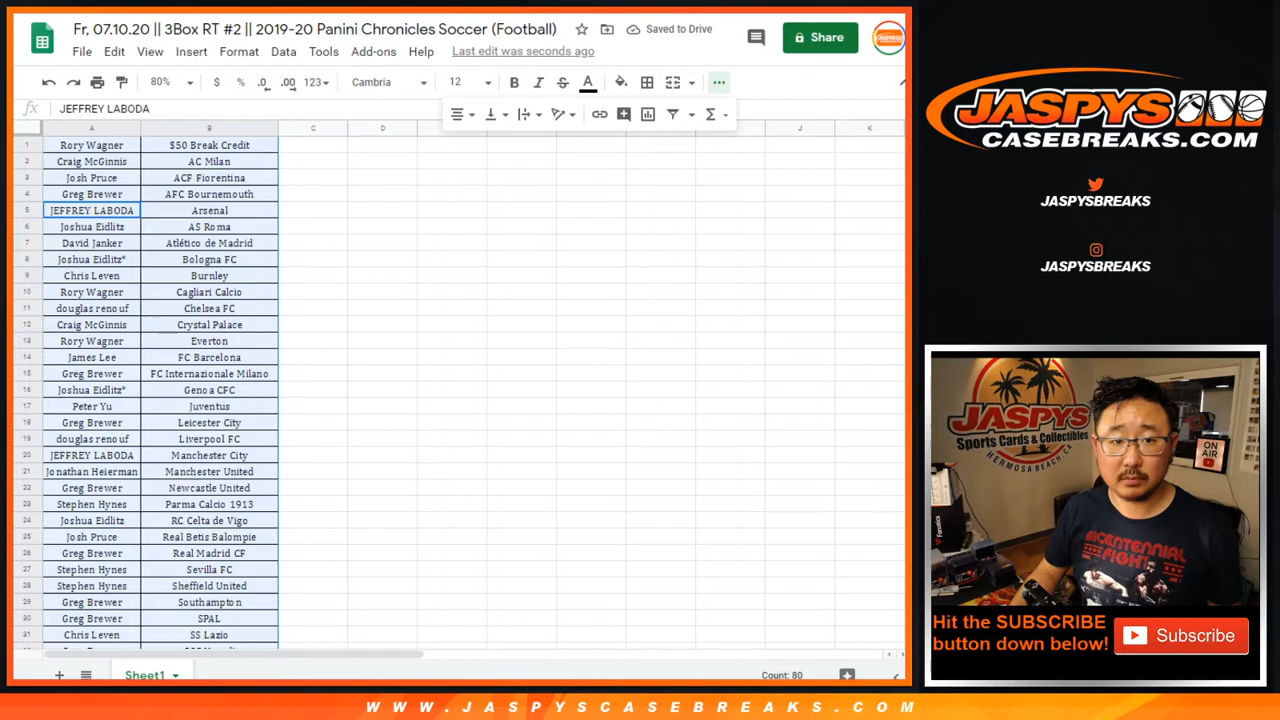 Fr, 07.10.20 || 3Box RT #2 || 2019-20 Panini Chronicles Soccer (Football)
Saved to Drive
Share
File Edit View Insert Format Data Tools Add-ons Help Last edit was seconds ago
80% $ % .0 .00 123 Cambria 12 B I S A
fx JEFFREY LABODA
A B C D J K
1 Rory Wagner $50 Break Credit
2 Craig McGinnis AC Milan
3 Josh Pruce ACF Fiorentina
4 Greg Brewer AFC Bournemouth
5 JEFFREY LABODA Arsenal
6 Joshua Eidlitz AS Roma
7 David Janker Atlético de Madrid
8 Joshua Eidlitz* Bologna FC
9 Chris Leven Burnley
10 Rory Wagner Cagliari Calcio
11 douglas renouf Chelsea FC
12 Craig McGinnis Crystal Palace
13 Rory Wagner Everton
14 James Lee FC Barcelona
15 Greg Brewer FC Internazionale Milano
16 Joshua Eidlitz* Genoa CFC
17 Peter Yu Juventus
18 Greg Brewer Leicester City
19 douglas renouf Liverpool FC
20 JEFFREY LABODA Manchester City
21 Jonathan Heierman Manchester United
22 Greg Brewer Newcastle United
23 Stephen Hynes Parma Calcio 1913
24 Joshua Eidlitz RC Celta de Vigo
25 Josh Pruce Real Betis Balompie
26 Greg Brewer Real Madrid CF
27 Stephen Hynes Sevilla FC
28 Stephen Hynes Sheffield United
29 Greg Brewer Southampton
30 Greg Brewer SPAL
31 Chris Leven SS Lazio
Sheet1
Count: 80
JASPYS
CASEBREAKS.COM
JASPYSBREAKS
JASPYSBREAKS
JASPYS
Sports Cards & Collectibles
HERMOSA BEACH, CA
ON AIR
Fanatics
BICENTENNIAL
FIGHT
Hit the SUBSCRIBE
button down below!
Subscribe
WWW.JASPYSCASEBREAKS.COM